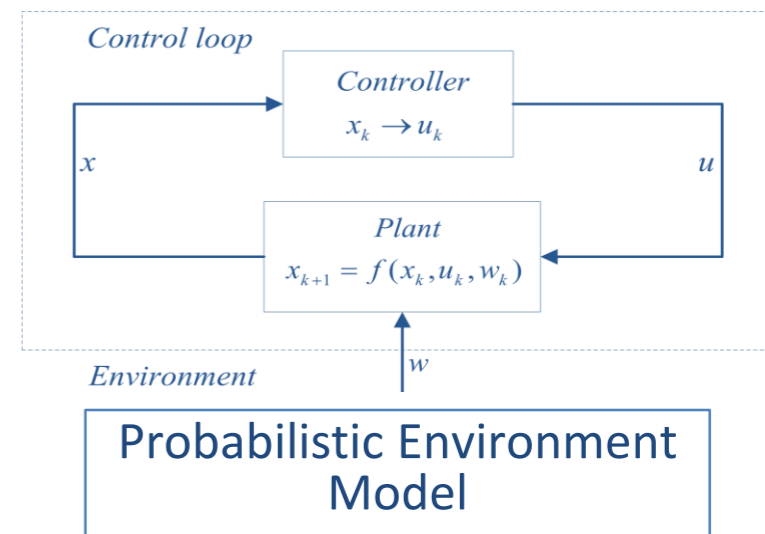 Control loop
Controller
x_k → u_k
x
u
Plant
x_{k+1} = f(x_k, u_k, w_k)
w
Environment
Probabilistic Environment
Model